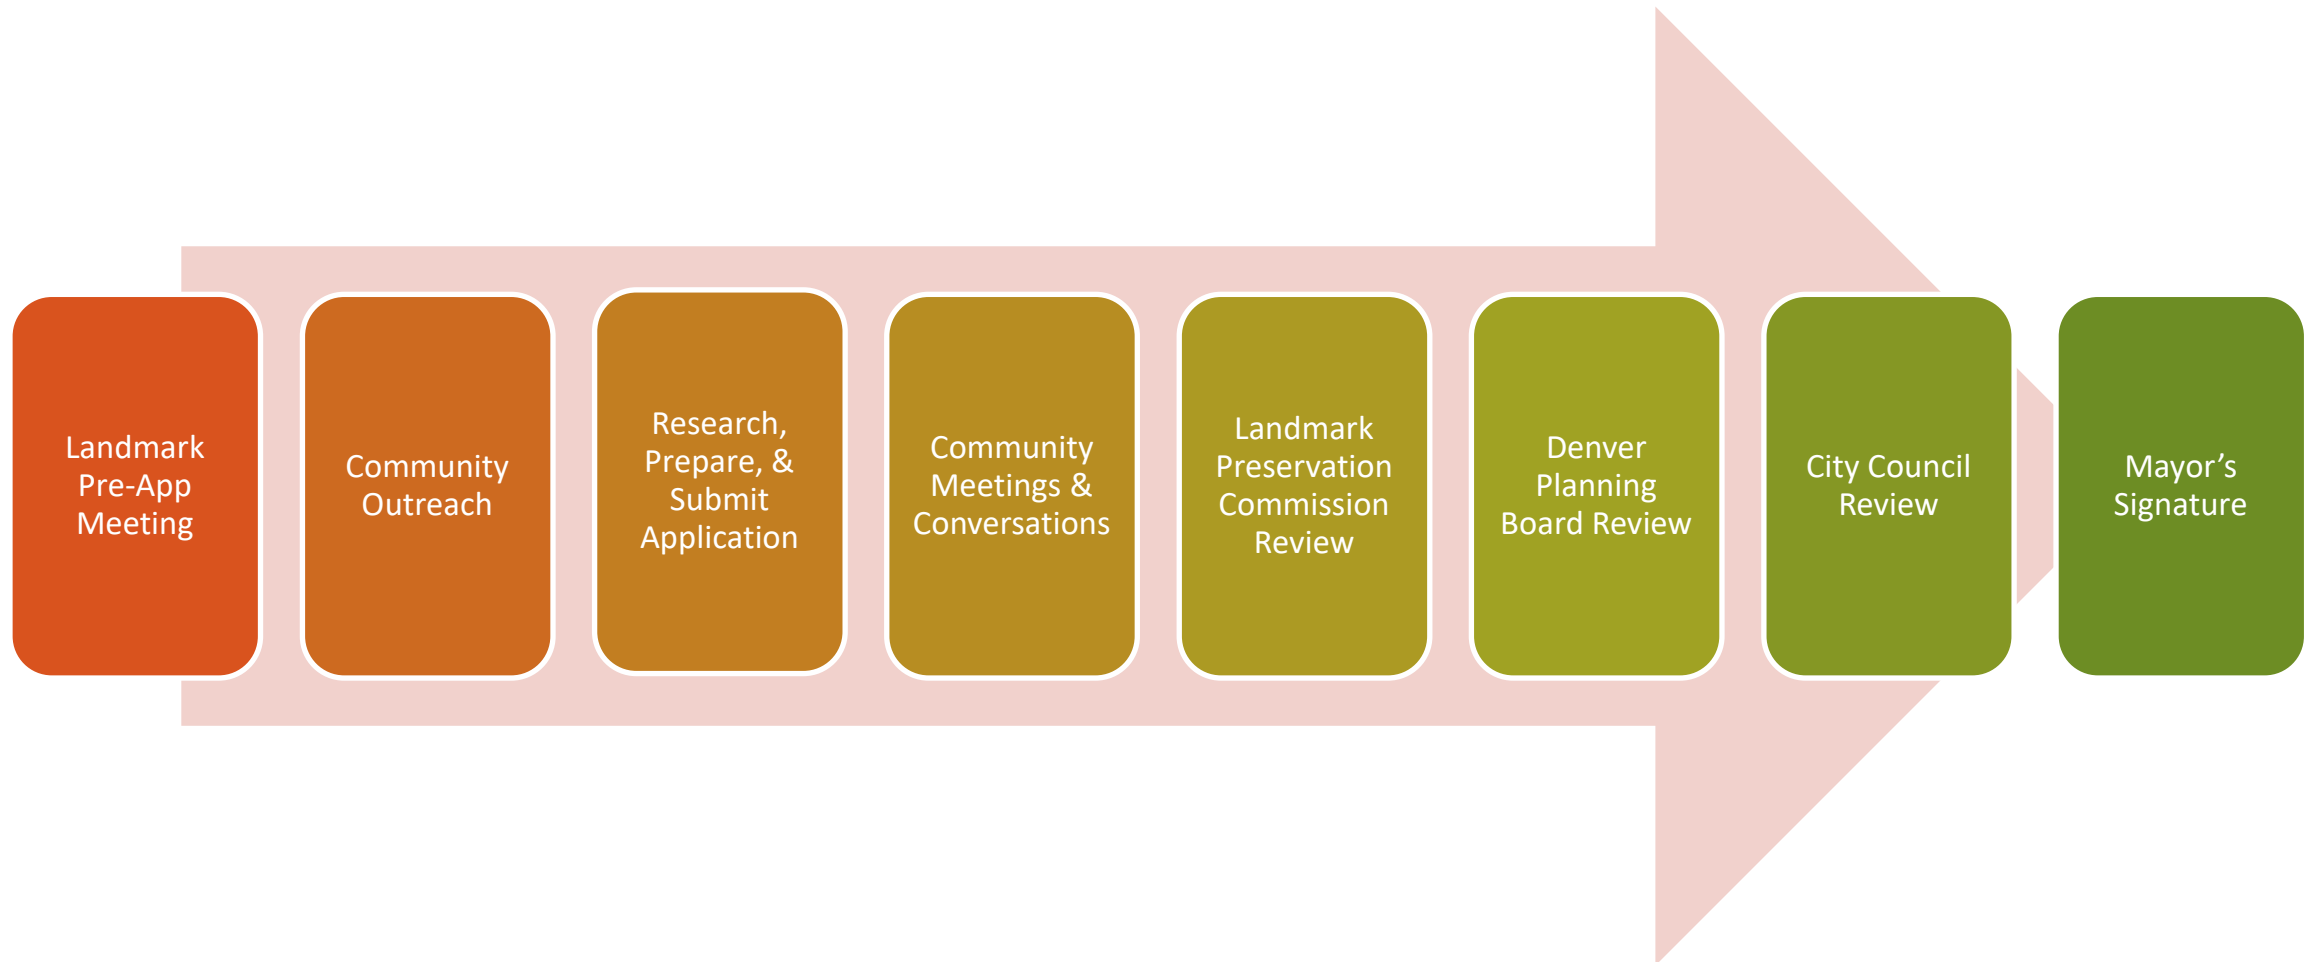 Landmark
Pre-App
Meeting
Community
Outreach
Research,
Prepare, &
Submit
Application
Community
Meetings &
Conversations
Landmark
Preservation
Commission
Review
Denver
Planning
Board Review
City Council
Review
Mayor’s
Signature